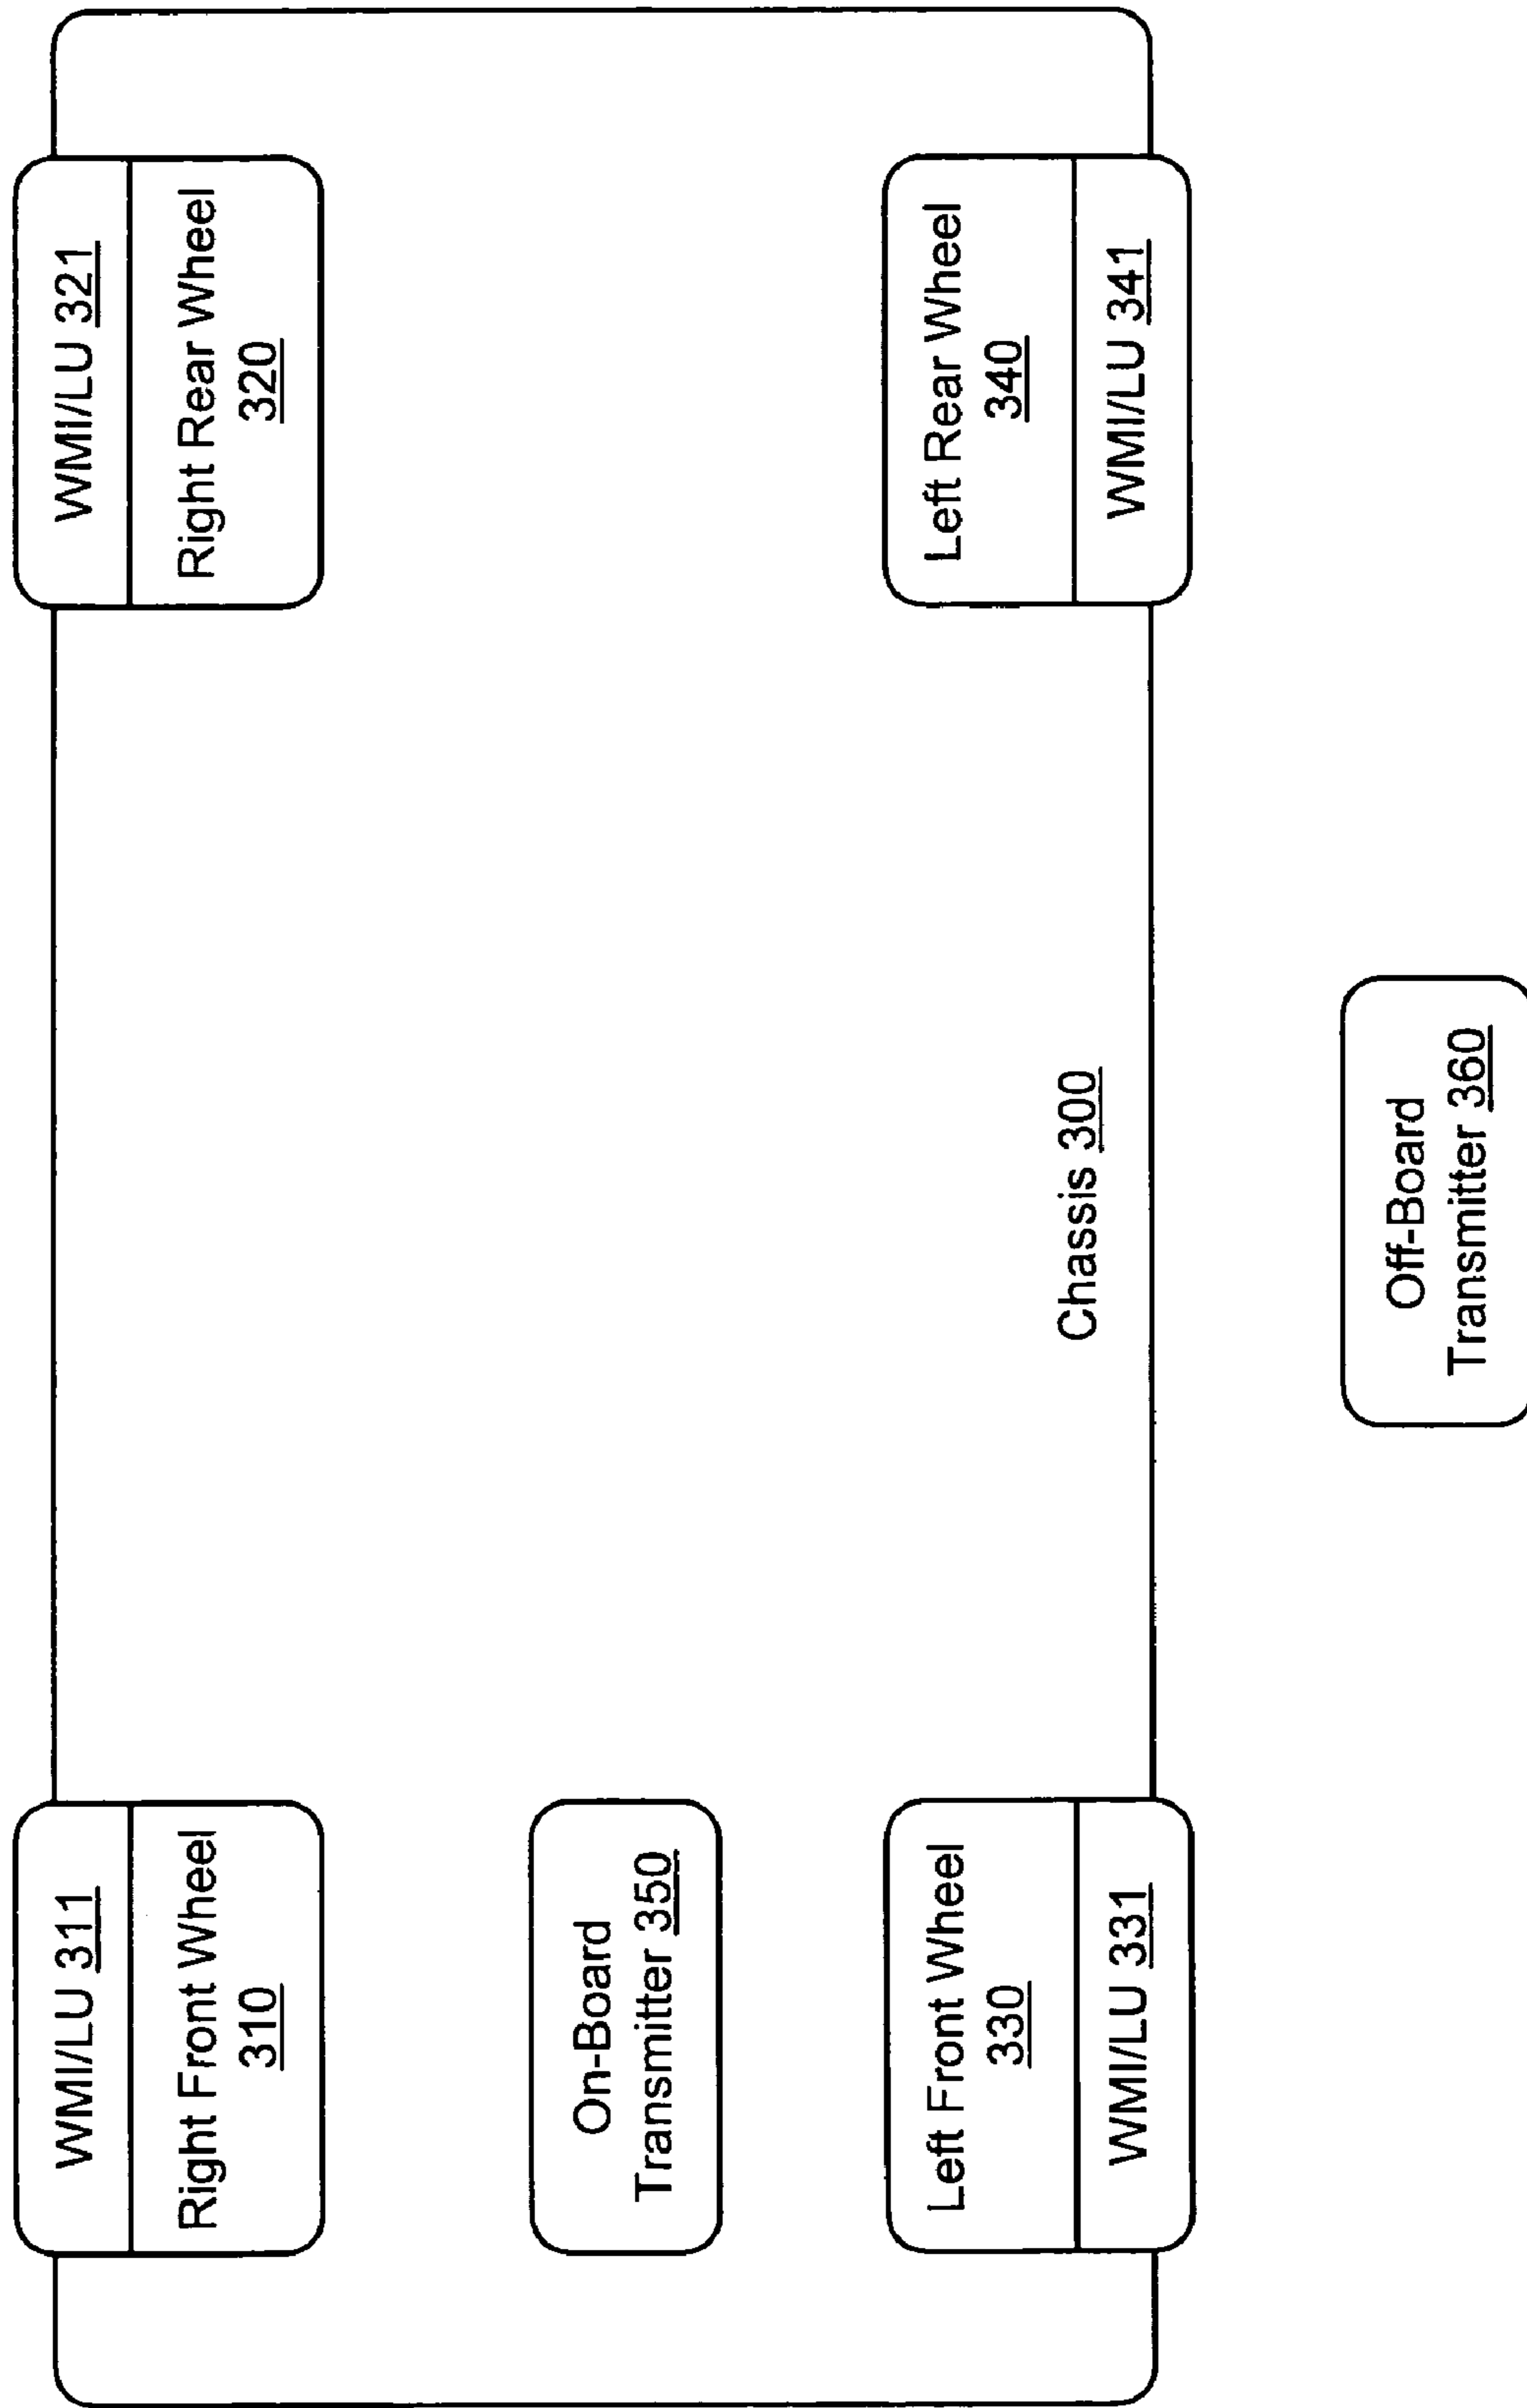 WMI/LU 311
Right Front Wheel
310
WMI/LU 321
Right Rear Wheel
320
On-Board
Transmitter 350
Left Front Wheel
330
WMI/LU 331
Left Rear Wheel
340
WMI/LU 341
Chassis 300
Off-Board
Transmitter 360